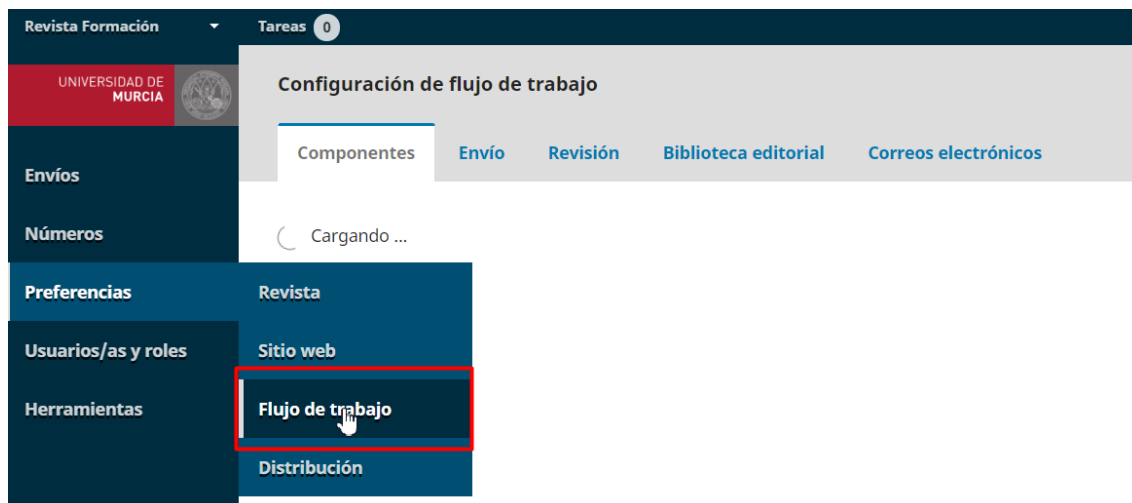 Revista Formación
Tareas 0
UNIVERSIDAD DE
MURCIA
Configuración de flujo de trabajo
Componentes Envío Revisión Biblioteca editorial Correos electrónicos
Envíos
Números
Cargando ...
Preferencias
Revista
Usuarios/as y roles
Sitio web
Herramientas
Flujo de trabajo
Distribución